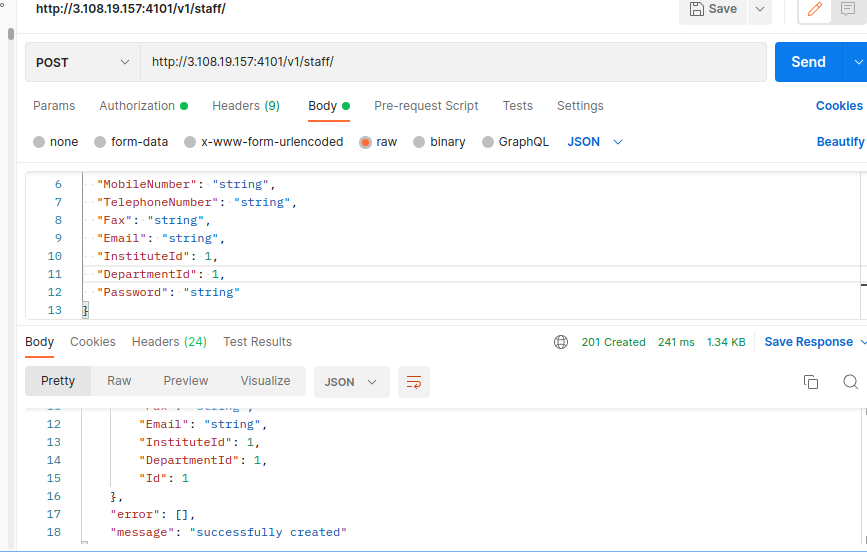 http://3.108.19.157:4101/v1/staff/
Save
POST http://3.108.19.157:4101/v1/staff/ Send
Params Authorization Headers (9) Body Pre-request Script Tests Settings Cookies
none form-data x-www-form-urlencoded raw binary GraphQL JSON Beautify
6 "MobileNumber": "string",
7 "TelephoneNumber": "string",
8 "Fax": "string",
9 "Email": "string",
10 "InstituteId": 1,
11 "DepartmentId": 1,
12 "Password": "string"
13 }
Body Cookies Headers (24) Test Results 201 Created 241 ms 1.34 KB Save Response
Pretty Raw Preview Visualize JSON
11 "Fax": "string",
12 "Email": "string",
13 "InstituteId": 1,
14 "DepartmentId": 1,
15 "Id": 1
16 },
17 "error": [],
18 "message": "successfully created"